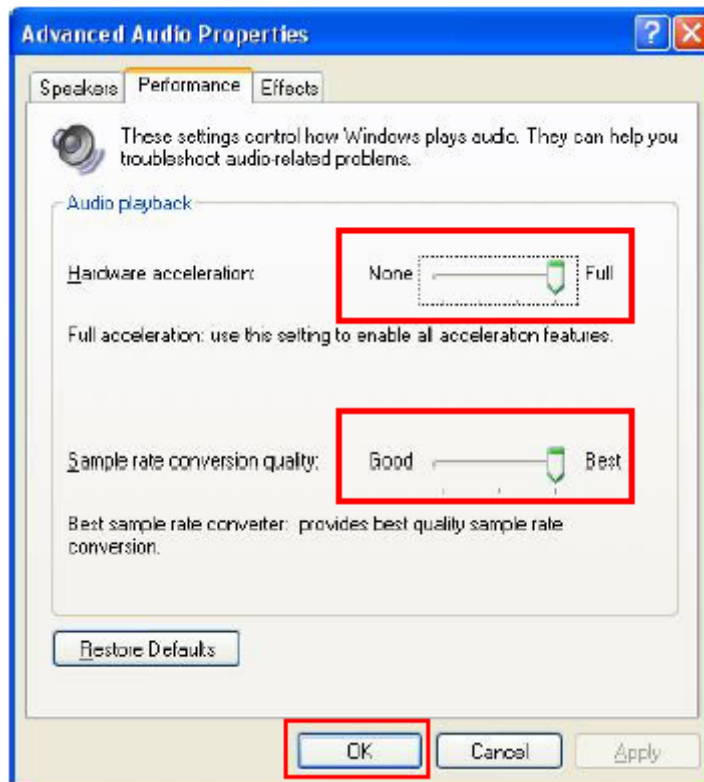 Advanced Audio Properties
Speakers Performance Effects
These settings control how Windows plays audio. They can help you
troubleshoot audio-related problems.
Audio playback
Hardware acceleration: None Full
Full acceleration: use this setting to enable all acceleration features.
Sample rate conversion quality: Good Best
Best sample rate converter: provides best quality sample rate
conversion.
Restore Defaults
OK Cancel Apply